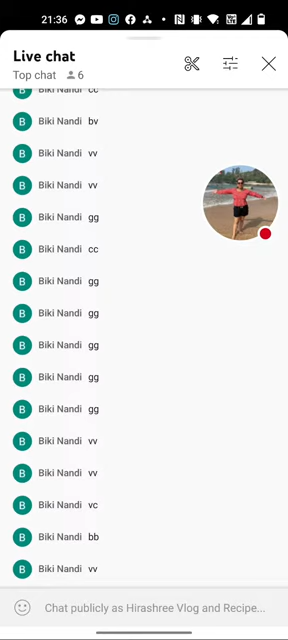 21:36
Live chat
Top chat 6
B Biki Nandi cc
B Biki Nandi bv
B Biki Nandi vv
B Biki Nandi vv
B Biki Nandi gg
B Biki Nandi cc
B Biki Nandi gg
B Biki Nandi gg
B Biki Nandi gg
B Biki Nandi gg
B Biki Nandi gg
B Biki Nandi vv
B Biki Nandi vv
B Biki Nandi vc
B Biki Nandi bb
B Biki Nandi vv
Chat publicly as Hirashree Vlog and Recipe...